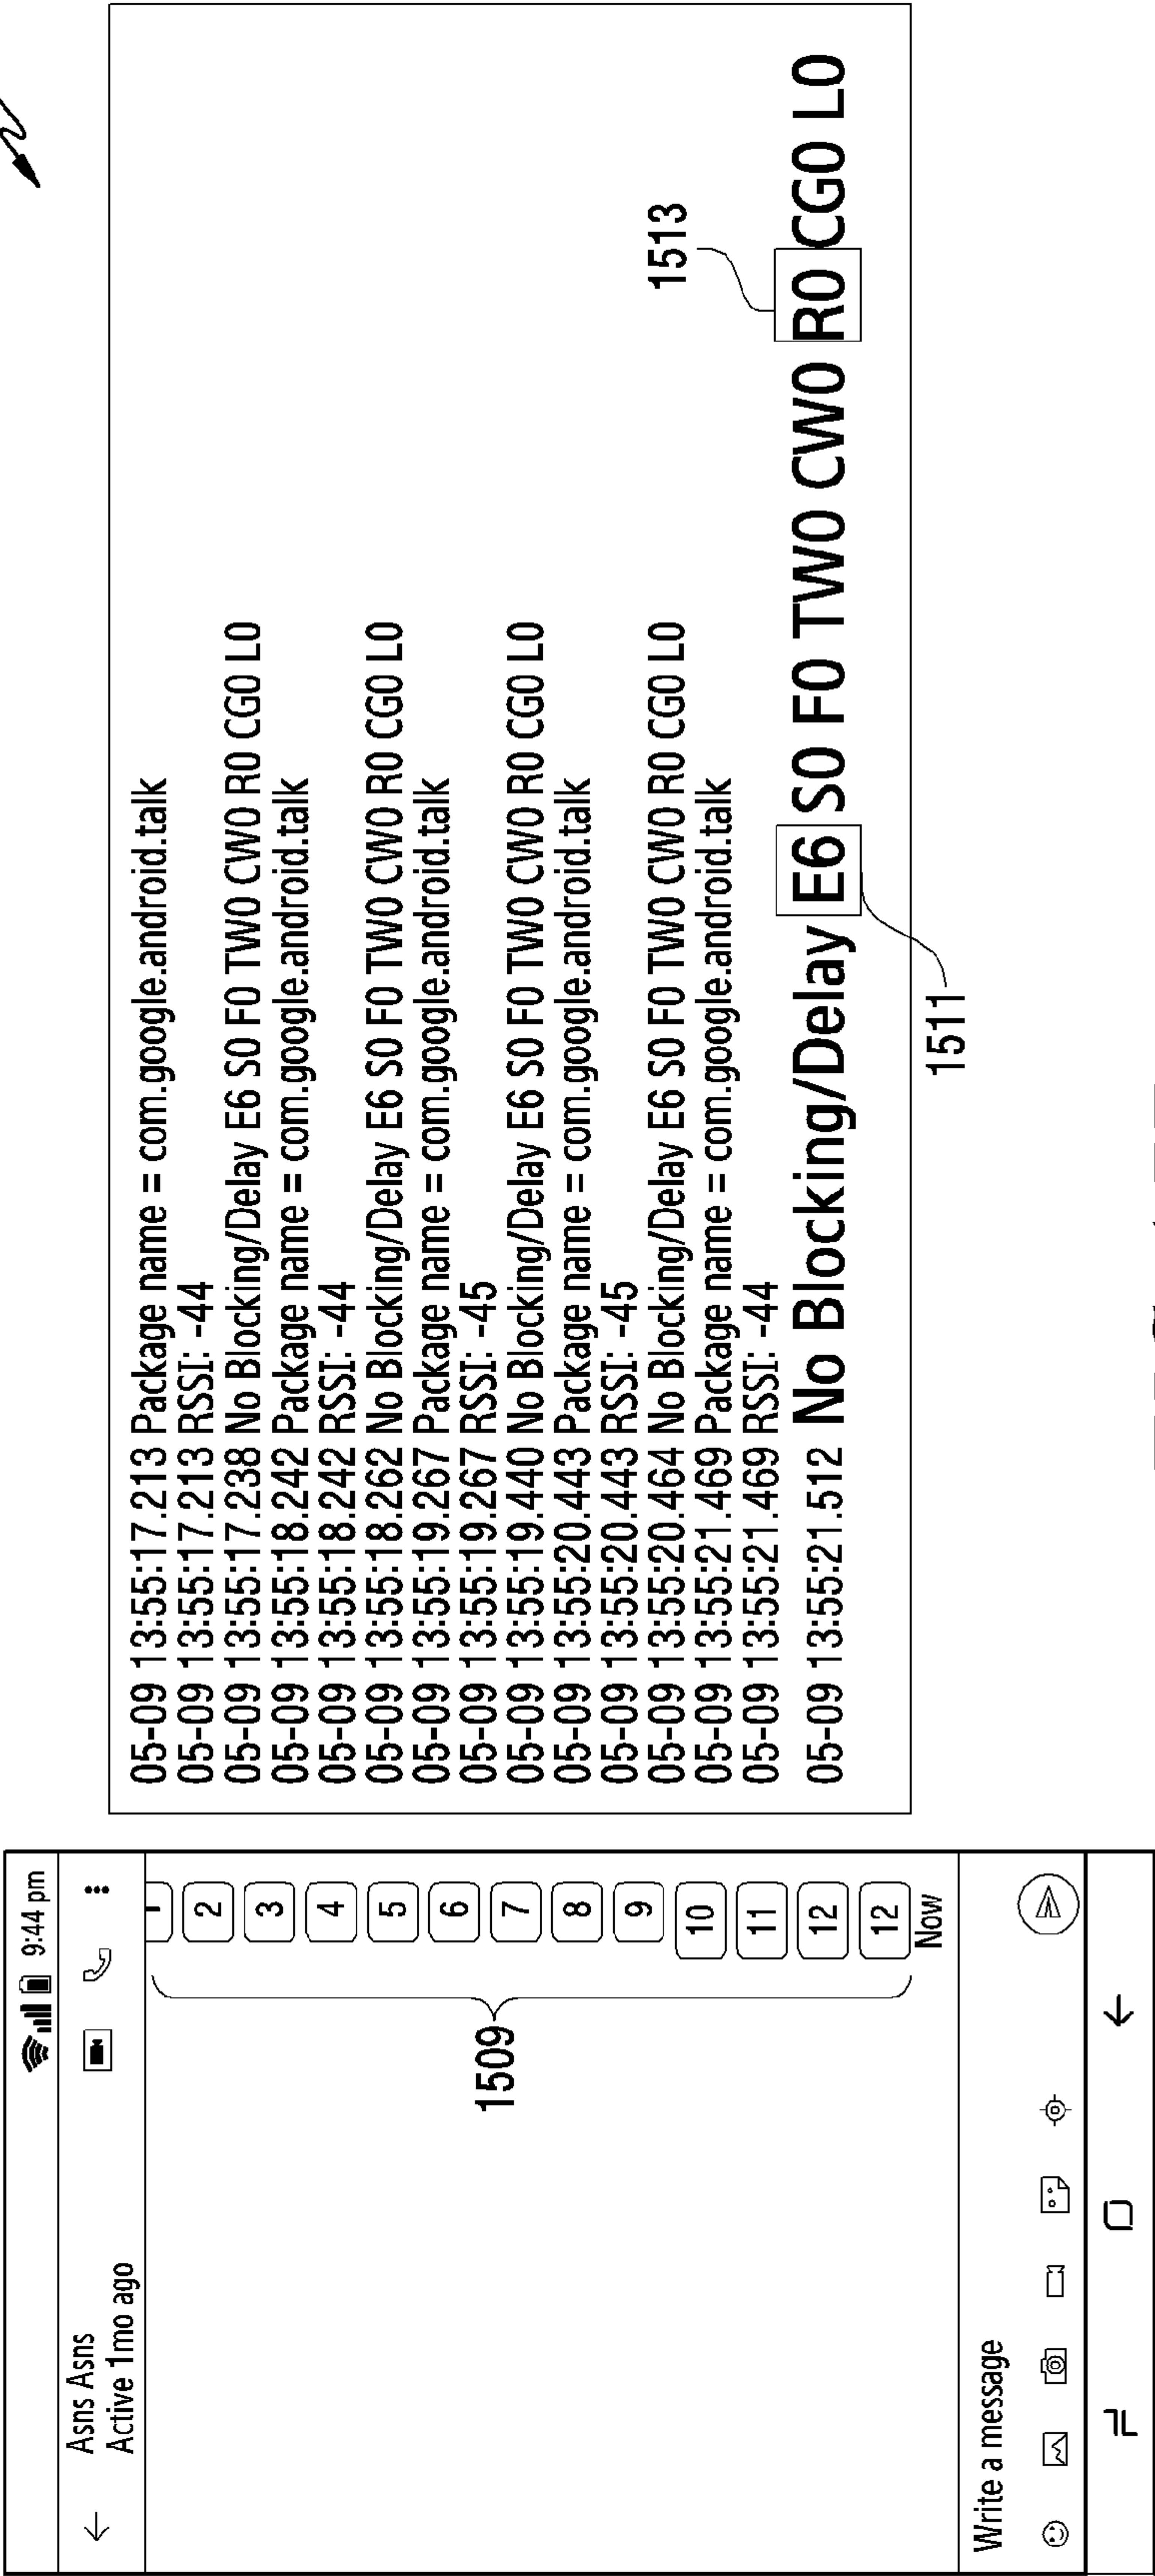 9:44 pm
Asns Asns
Active 1mo ago
2
3
4
5
6
7
8
9
10
11
12
12
Now
1509
Write a message
05-09 13:55:17.213 Package name = com.google.android.talk
05-09 13:55:17.213 RSSI: -44
05-09 13:55:17.238 No Blocking/Delay E6 S0 F0 TW0 CW0 R0 CG0 L0
05-09 13:55:18.242 Package name = com.google.android.talk
05-09 13:55:18.242 RSSI: -44
05-09 13:55:18.262 No Blocking/Delay E6 S0 F0 TW0 CW0 R0 CG0 L0
05-09 13:55:19.267 Package name = com.google.android.talk
05-09 13:55:19.267 RSSI: -45
05-09 13:55:19.440 No Blocking/Delay E6 S0 F0 TW0 CW0 R0 CG0 L0
05-09 13:55:20.443 Package name = com.google.android.talk
05-09 13:55:20.443 RSSI: -45
05-09 13:55:20.464 No Blocking/Delay E6 S0 F0 TW0 CW0 R0 CG0 L0
05-09 13:55:21.469 Package name = com.google.android.talk
05-09 13:55:21.469 RSSI: -44
1513
05-09 13:55:21.512 No Blocking/Delay E6 S0 F0 TW0 CW0 R0 CG0 L0
1511